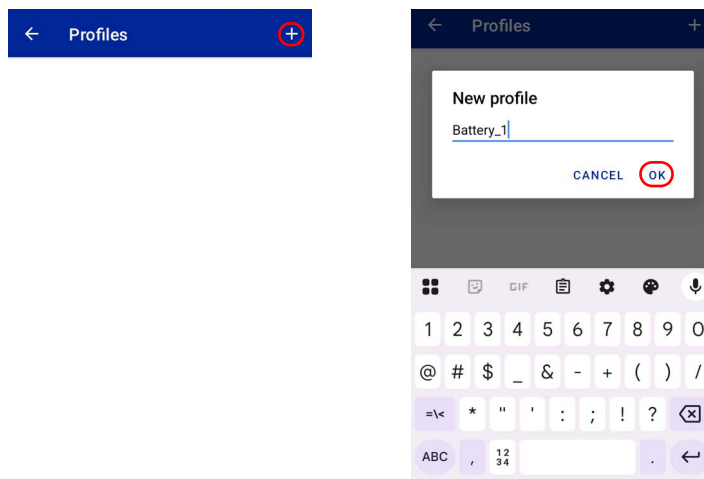 Profiles
Profiles
New profile
Battery_1
CANCEL OK
GIF
1 2 3 4 5 6 7 8 9 0
@ # $ _ & - + ( ) /
=\< * " ' : ; ! ?
ABC , 12 34 .